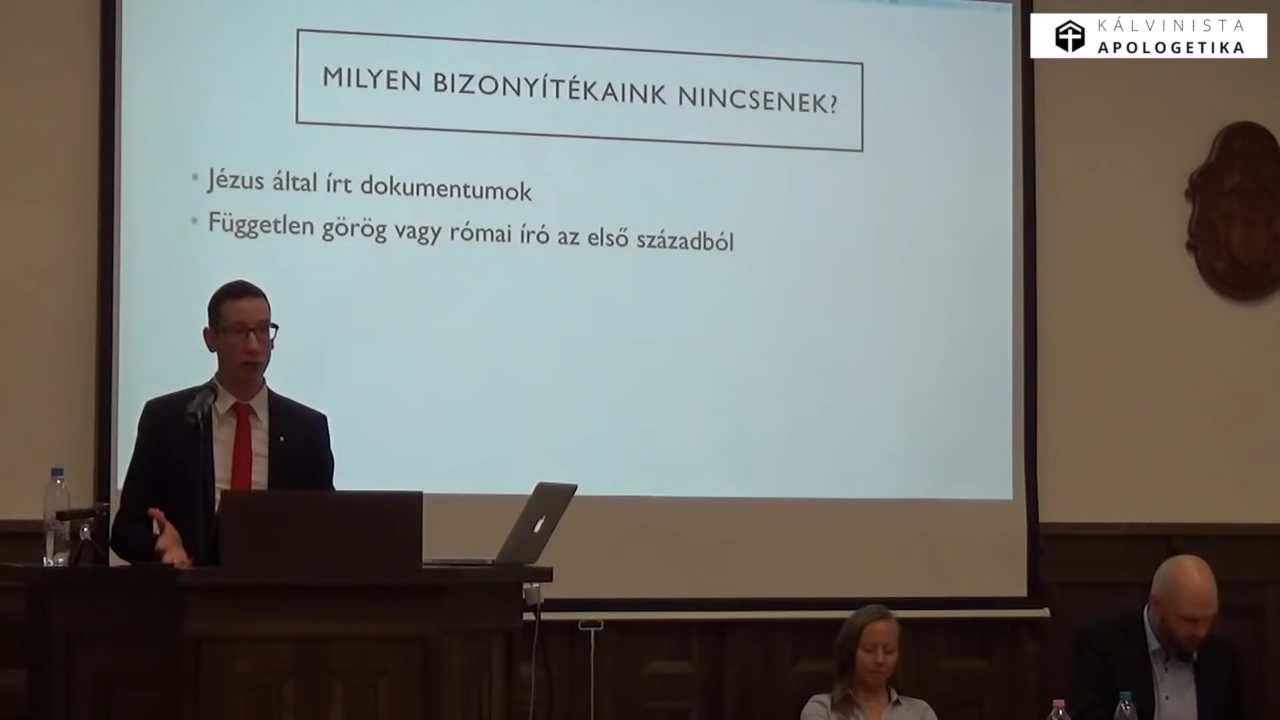 KÁLVINISTA
APOLOGETIKA
MILYEN BIZONYÍTÉKAINK NINCSENEK?
Jézus által írt dokumentumok
Független görög vagy római író az első századból